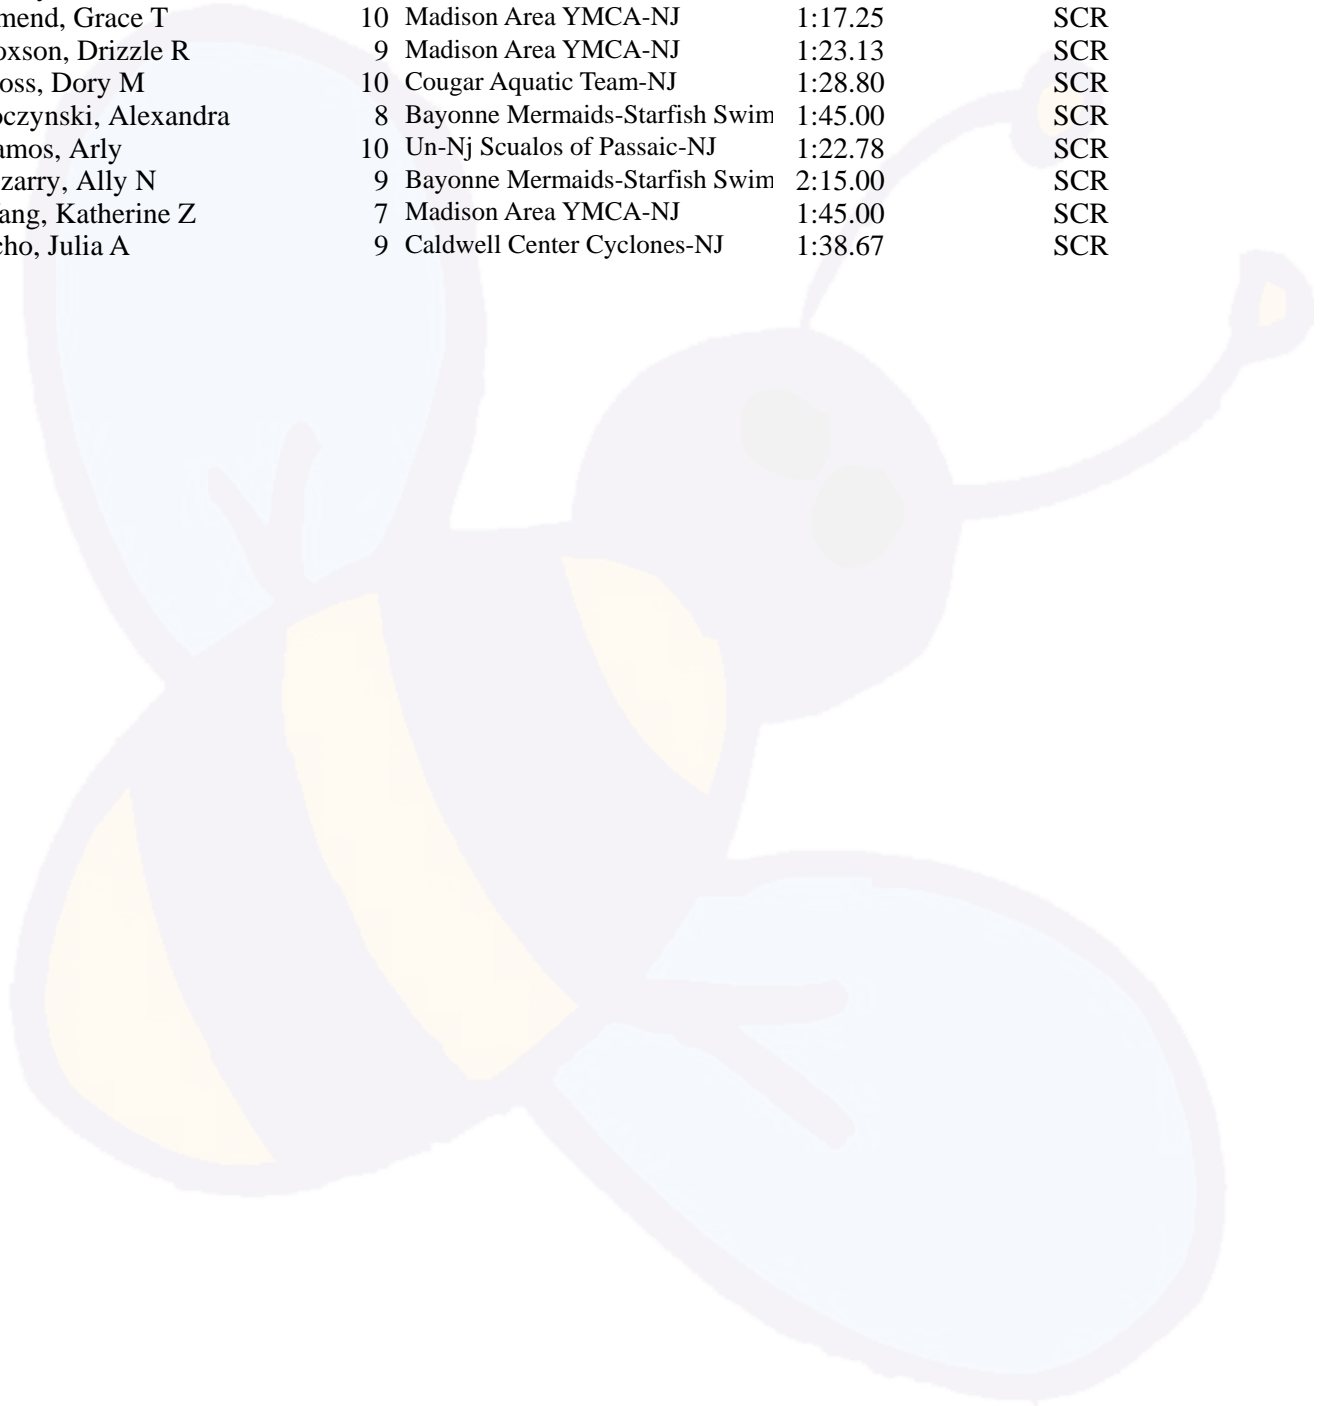 mend, Grace T 10 Madison Area YMCA-NJ 1:17.25 SCR
oxson, Drizzle R 9 Madison Area YMCA-NJ 1:23.13 SCR
oss, Dory M 10 Cougar Aquatic Team-NJ 1:28.80 SCR
oczynski, Alexandra 8 Bayonne Mermaids-Starfish Swim 1:45.00 SCR
amos, Arly 10 Un-Nj Scualos of Passaic-NJ 1:22.78 SCR
zarry, Ally N 9 Bayonne Mermaids-Starfish Swim 2:15.00 SCR
ang, Katherine Z 7 Madison Area YMCA-NJ 1:45.00 SCR
cho, Julia A 9 Caldwell Center Cyclones-NJ 1:38.67 SCR